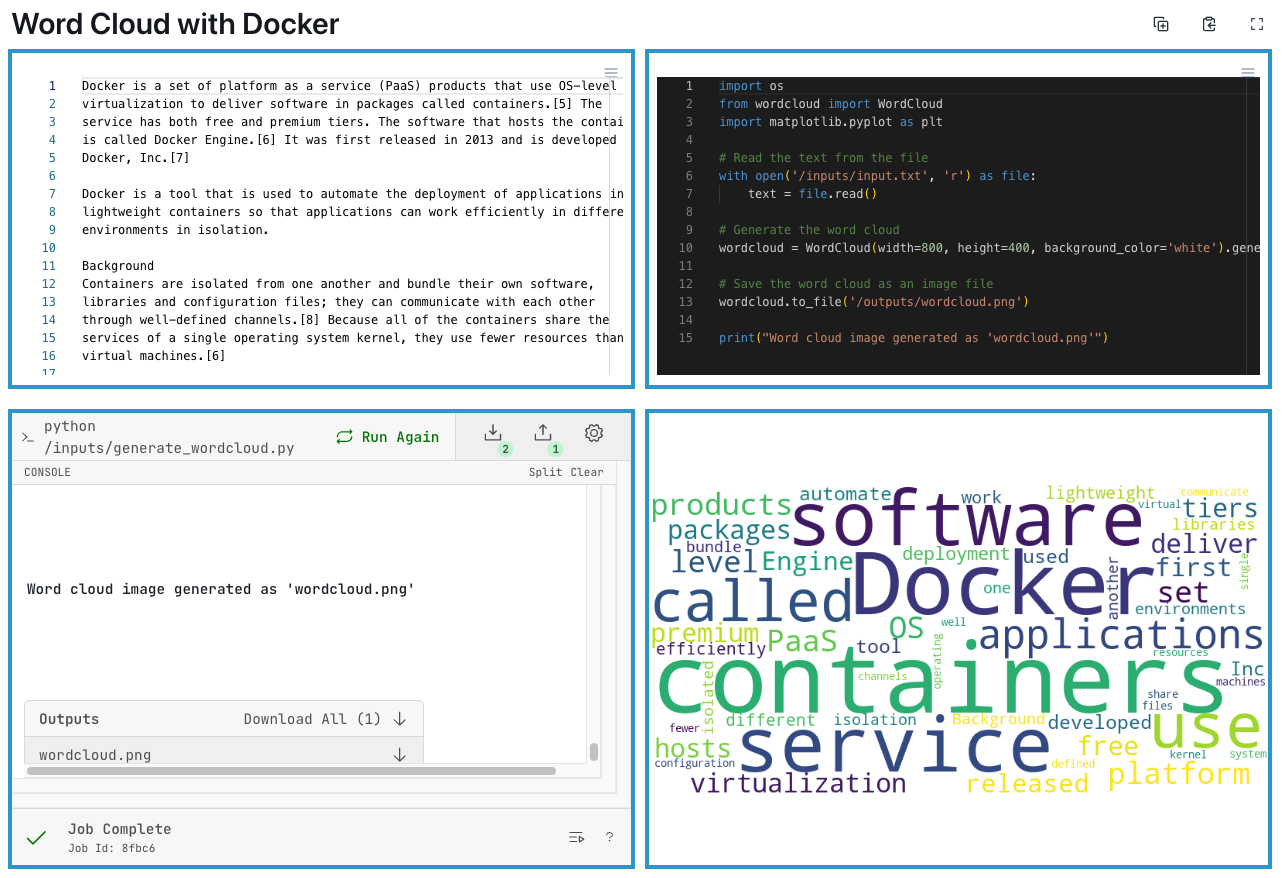 Word Cloud with Docker
1 Docker is a set of platform as a service (PaaS) products that use OS-level
2 virtualization to deliver software in packages called containers.[5] The
3 service has both free and premium tiers. The software that hosts the contai
4 is called Docker Engine.[6] It was first released in 2013 and is developed
5 Docker, Inc.[7]
6
7 Docker is a tool that is used to automate the deployment of applications in
8 lightweight containers so that applications can work efficiently in differe
9 environments in isolation.
10
11 Background
12 Containers are isolated from one another and bundle their own software,
13 libraries and configuration files; they can communicate with each other
14 through well-defined channels.[8] Because all of the containers share the
15 services of a single operating system kernel, they use fewer resources than
16 virtual machines.[6]
17
1 import os
2 from wordcloud import WordCloud
3 import matplotlib.pyplot as plt
4
5 # Read the text from the file
6 with open('/inputs/input.txt', 'r') as file:
7     text = file.read()
8
9 # Generate the word cloud
10 wordcloud = WordCloud(width=800, height=400, background_color='white').gene
11
12 # Save the word cloud as an image file
13 wordcloud.to_file('/outputs/wordcloud.png')
14
15 print("Word cloud image generated as 'wordcloud.png'")
python
/inputs/generate_wordcloud.py
Run Again
2
1
CONSOLE
Split Clear
Word cloud image generated as 'wordcloud.png'
Outputs
Download All (1)
wordcloud.png
Job Complete
Job Id: 8fbc6
?
products
automate
software
work
lightweight
communicate
virtual
tiers
packages
libraries
bundle
deliver
level
Engine
deployment
used
Docker
first
single
called
one
another
set
environments
premium
PaaS
OS
well
applications
efficiently
tool
operating
resources
containers
channels
isolated
Inc
machines
share
files
fewer
different
isolation
Background
developed
use
hosts
service
free
kernel
system
configuration
defined
virtualization
released
platform